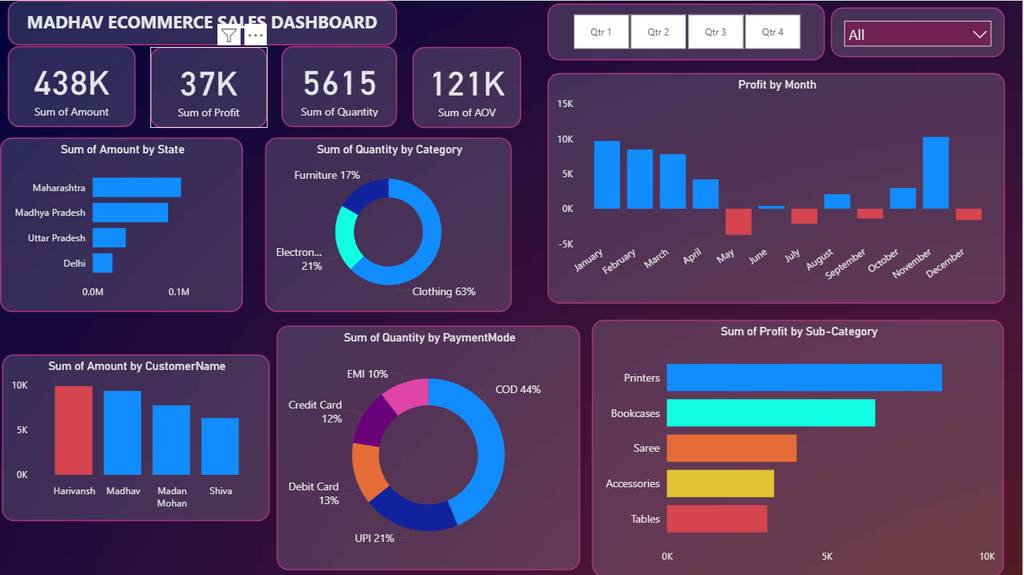 MADHAV ECOMMERCE SALES DASHBOARD
Qtr 1
Qtr 2
Qtr 3
Qtr 4
All
438K
Sum of Amount
37K
Sum of Profit
5615
Sum of Quantity
121K
Sum of AOV
Sum of Amount by State
Maharashtra
Madhya Pradesh
Uttar Pradesh
Delhi
0.0M
0.1M
Sum of Quantity by Category
Furniture 17%
Electron...
21%
Clothing 63%
Profit by Month
15K
10K
5K
0K
-5K
January
February
March
April
May
June
July
August
September
October
November
December
Sum of Amount by CustomerName
10K
5K
0K
Harivansh
Madhav
Madan
Mohan
Shiva
Sum of Quantity by PaymentMode
EMI 10%
COD 44%
Credit Card
12%
Debit Card
13%
UPI 21%
Sum of Profit by Sub-Category
Printers
Bookcases
Saree
Accessories
Tables
0K
5K
10K